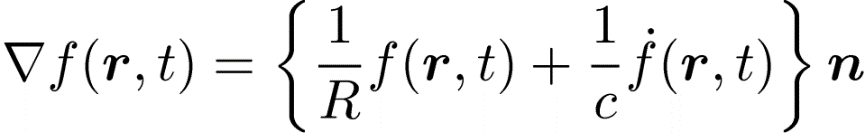 ∇f(𝒓, t) = { 1/R f(𝒓, t) + 1/c ḟ(𝒓, t) } 𝒏